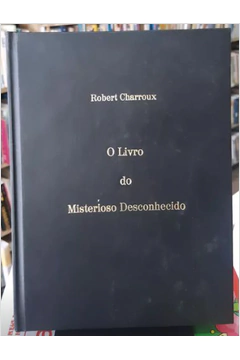 Robert Charroux
O Livro
do
Misterioso Desconhecido